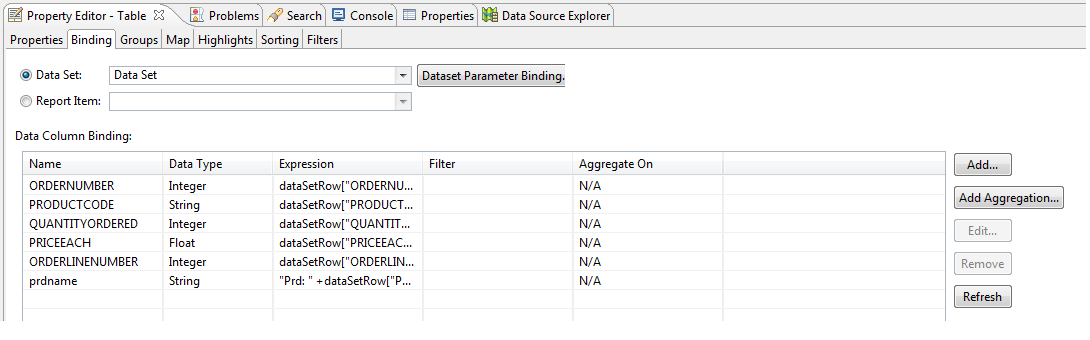 Property Editor - Table Problems Search Console Properties Data Source Explorer
Properties Binding Groups Map Highlights Sorting Filters
Data Set: Data Set Dataset Parameter Binding.
Report Item:
Data Column Binding:
Name Data Type Expression Filter Aggregate On
Add...
ORDERNUMBER Integer dataSetRow["ORDERNU... N/A
PRODUCTCODE String dataSetRow["PRODUCT... N/A
Add Aggregation...
QUANTITYORDERED Integer dataSetRow["QUANTIT... N/A
Edit...
PRICEEACH Float dataSetRow["PRICEEAC... N/A
ORDERLINENUMBER Integer dataSetRow["ORDERLIN... N/A
Remove
prdname String "Prd: " +dataSetRow["P... N/A
Refresh